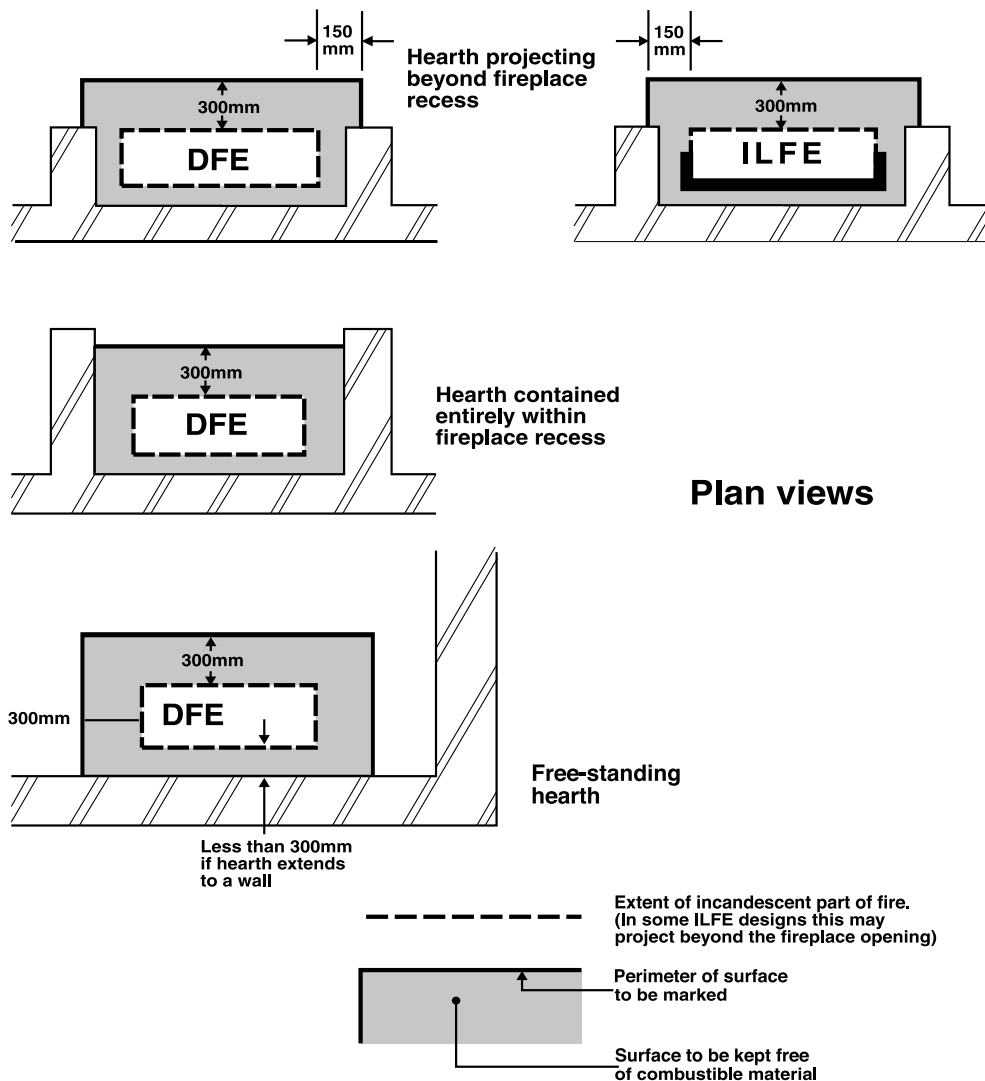 150
mm
Hearth projecting
beyond fireplace
recess
150
mm
300mm
DFE
300mm
ILFE
300mm
DFE
Hearth contained
entirely within
fireplace recess
Plan views
300mm
300mm
DFE
Free-standing
hearth
Less than 300mm
if hearth extends
to a wall
Extent of incandescent part of fire.
(In some ILFE designs this may
project beyond the fireplace opening)
Perimeter of surface
to be marked
Surface to be kept free
of combustible material